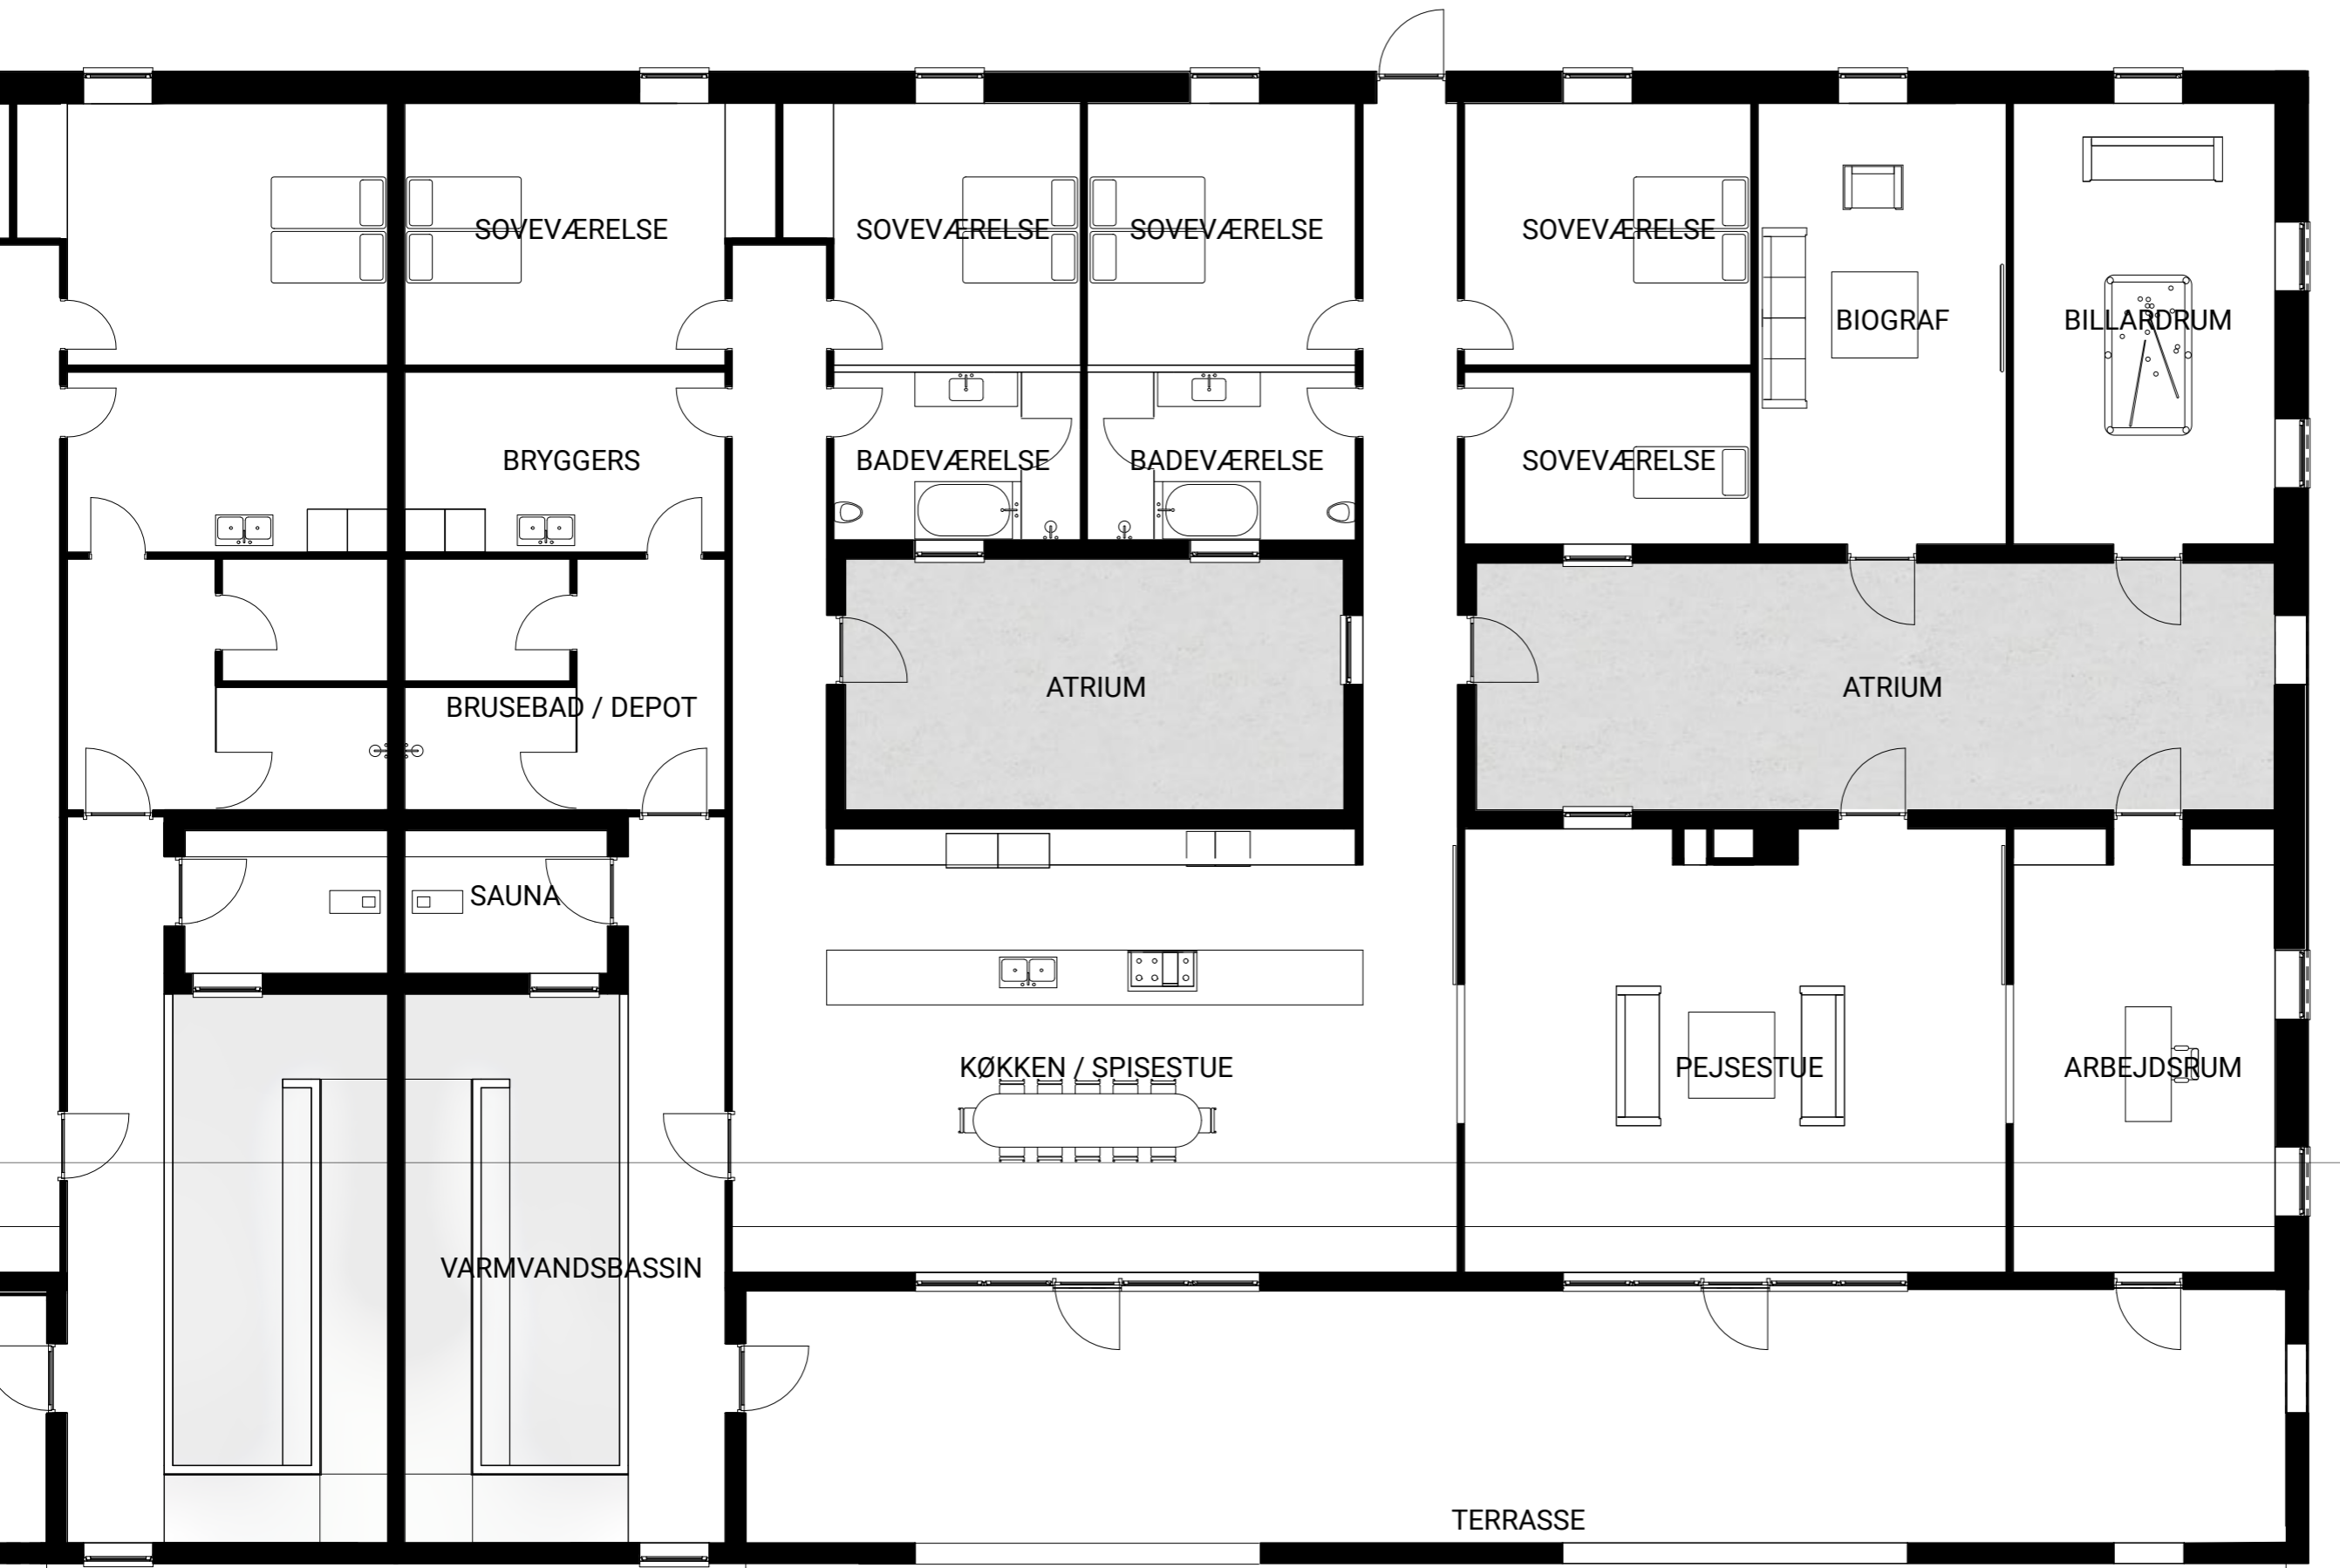 SOVEVÆRELSE
SOVEVÆRELSE
SOVEVÆRELSE
SOVEVÆRELSE
BIOGRAF
BILLARDRUM
BRYGGERS
BADEVÆRELSE
BADEVÆRELSE
SOVEVÆRELSE
BRUSEBAD / DEPOT
ATRIUM
ATRIUM
SAUNA
KØKKEN / SPISESTUE
PEJSESTUE
ARBEJDSRUM
VARMVANDSBASSIN
TERRASSE